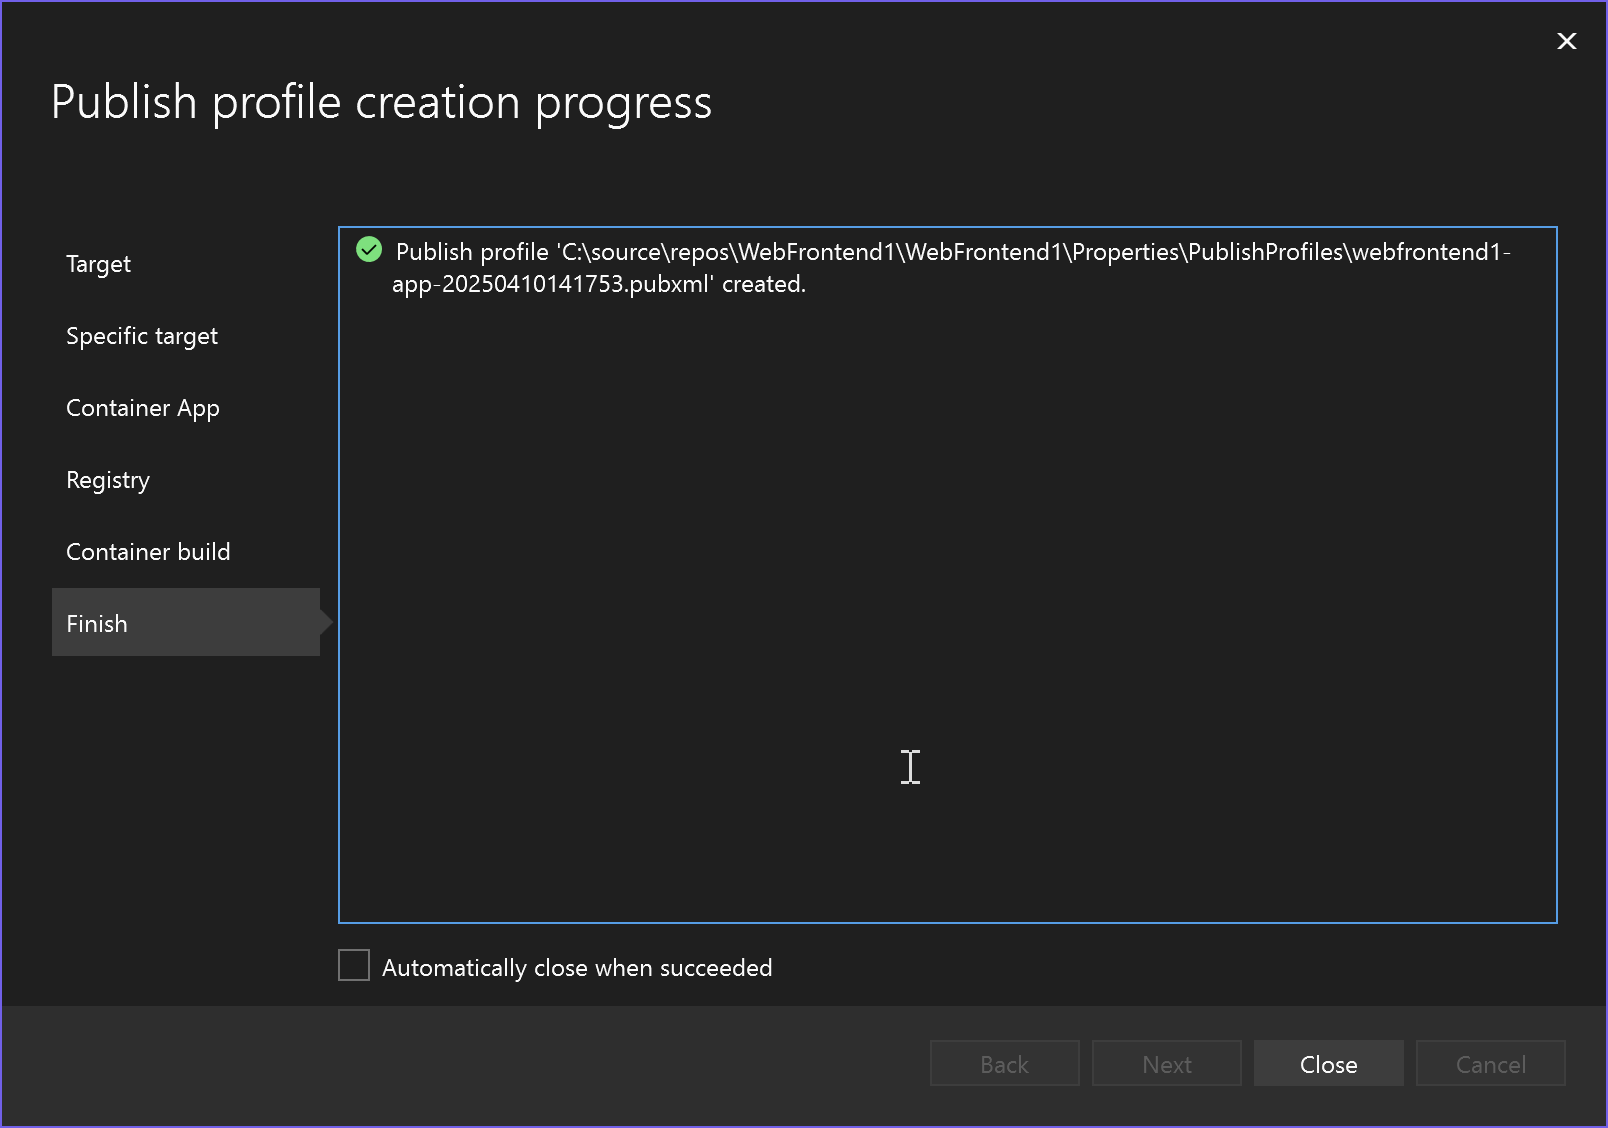 Publish profile creation progress
Target
Specific target
Container App
Registry
Container build
Finish
Publish profile 'C:\source\repos\WebFrontend1\WebFrontend1\Properties\PublishProfiles\webfrontend1-
app-20250410141753.pubxml' created.
Automatically close when succeeded
Back
Next
Close
Cancel